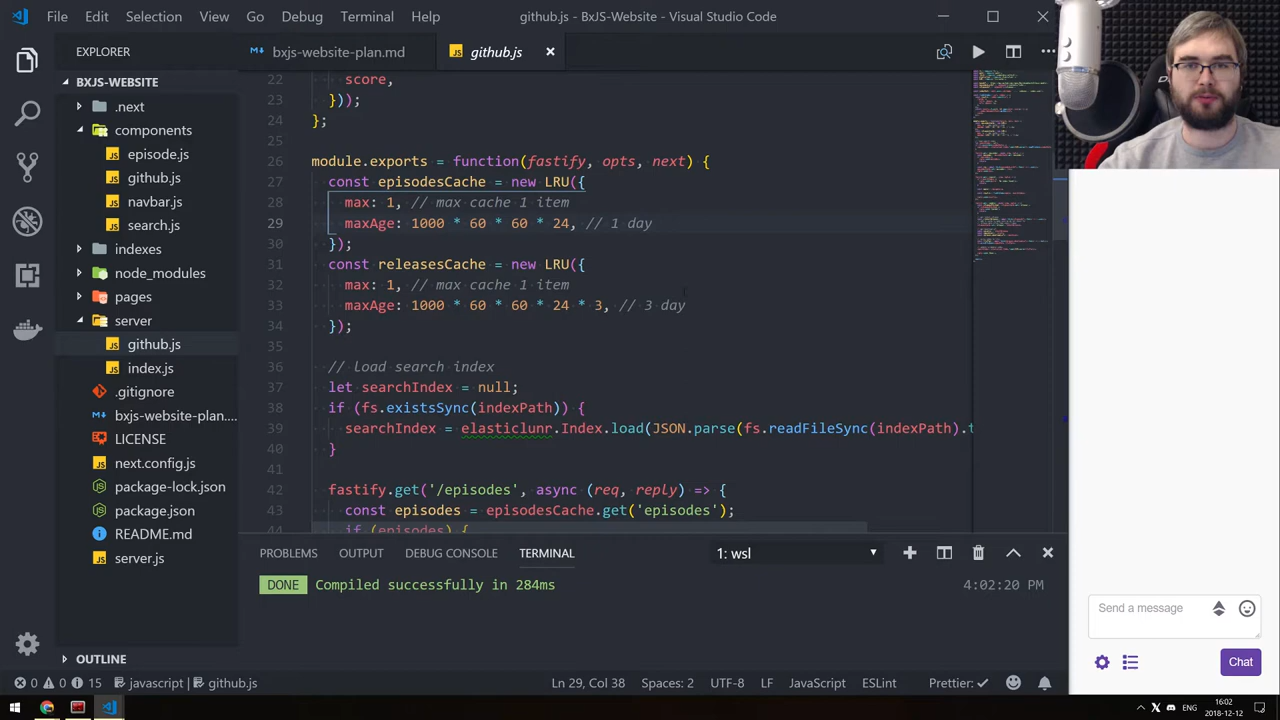 File Edit Selection View Go Debug Terminal Help
github.js - BxJS-Website - Visual Studio Code
EXPLORER
bxjs-website-plan.md
github.js
BXJS-WEBSITE
.next
components
episode.js
github.js
navbar.js
search.js
indexes
node_modules
pages
server
github.js
index.js
.gitignore
bxjs-website-plan....
LICENSE
next.config.js
package-lock.json
package.json
README.md
server.js
OUTLINE
22 score,
23 });
24 };
25
26 module.exports = function(fastify, opts, next) {
27 const episodesCache = new LRU({
28 max: 1, // max cache 1 item
29 maxAge: 1000 * 60 * 60 * 24, // 1 day
30 });
31 const releasesCache = new LRU({
32 max: 1, // max cache 1 item
33 maxAge: 1000 * 60 * 60 * 24 * 3, // 3 day
34 });
35
36 // Load search index
37 let searchIndex = null;
38 if (fs.existsSync(indexPath)) {
39 searchIndex = elasticlunr.Index.load(JSON.parse(fs.readFileSync(indexPath).t
40 }
41
42 fastify.get('/episodes', async (req, reply) => {
43 const episodes = episodesCache.get('episodes');
44 if (episodes) {
PROBLEMS OUTPUT DEBUG CONSOLE TERMINAL
1: wsl
DONE Compiled successfully in 284ms
4:02:20 PM
Send a message
Chat
0 0 15 javascript github.js
Ln 29, Col 38 Spaces: 2 UTF-8 LF JavaScript ESLint Prettier: ✓
ENG
16:02
2018-12-12